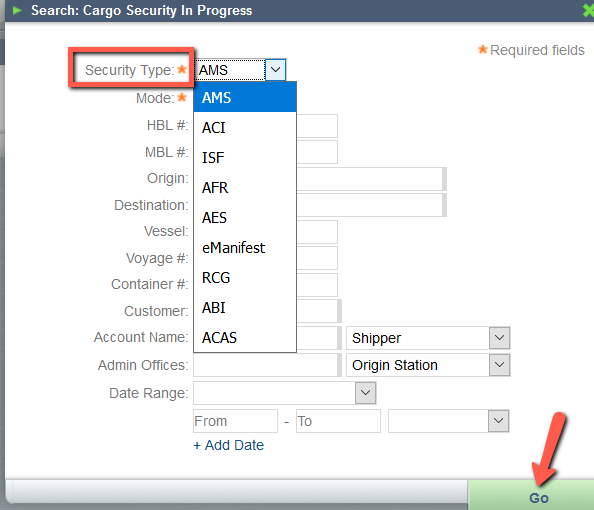 Search: Cargo Security In Progress
*Required fields
Security Type:* AMS
Mode:* AMS
ACI
HBL #:
MBL #: ISF
Origin: AFR
Destination: AES
Vessel:
eManifest
Voyage #:
Container #: RCG
Customer: ABI
Account Name: ACAS Shipper
Admin Offices: Origin Station
Date Range:
From - To
+ Add Date
Go